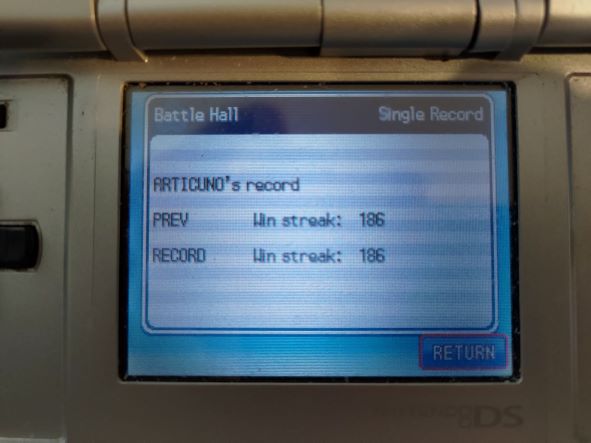 Battle Hall Single Record
ARTICUNO's record
PREV Win streak: 186
RECORD Win streak: 186
RETURN
NINTENDO DS